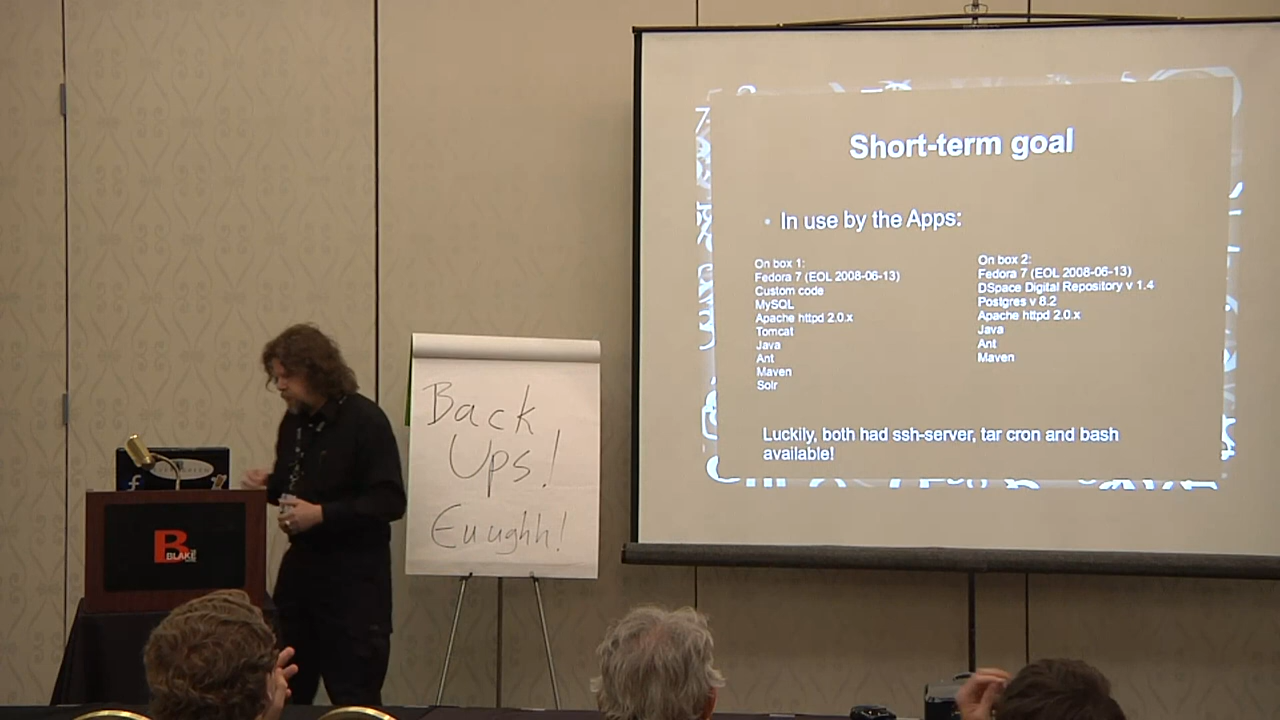 Short-term goal
• In use by the Apps:
On box 1:
Fedora 7 (EOL 2008-06-13)
Custom code
MySQL
Apache httpd 2.0.x
Tomcat
Java
Ant
Maven
Solr
On box 2:
Fedora 7 (EOL 2008-06-13)
DSpace Digital Repository v 1.4
Postgres v 8.2
Apache httpd 2.0.x
Java
Ant
Maven
Luckily, both had ssh-server, tar cron and bash
available!
Back
Ups!
Euughh!
f
B
BLAKE